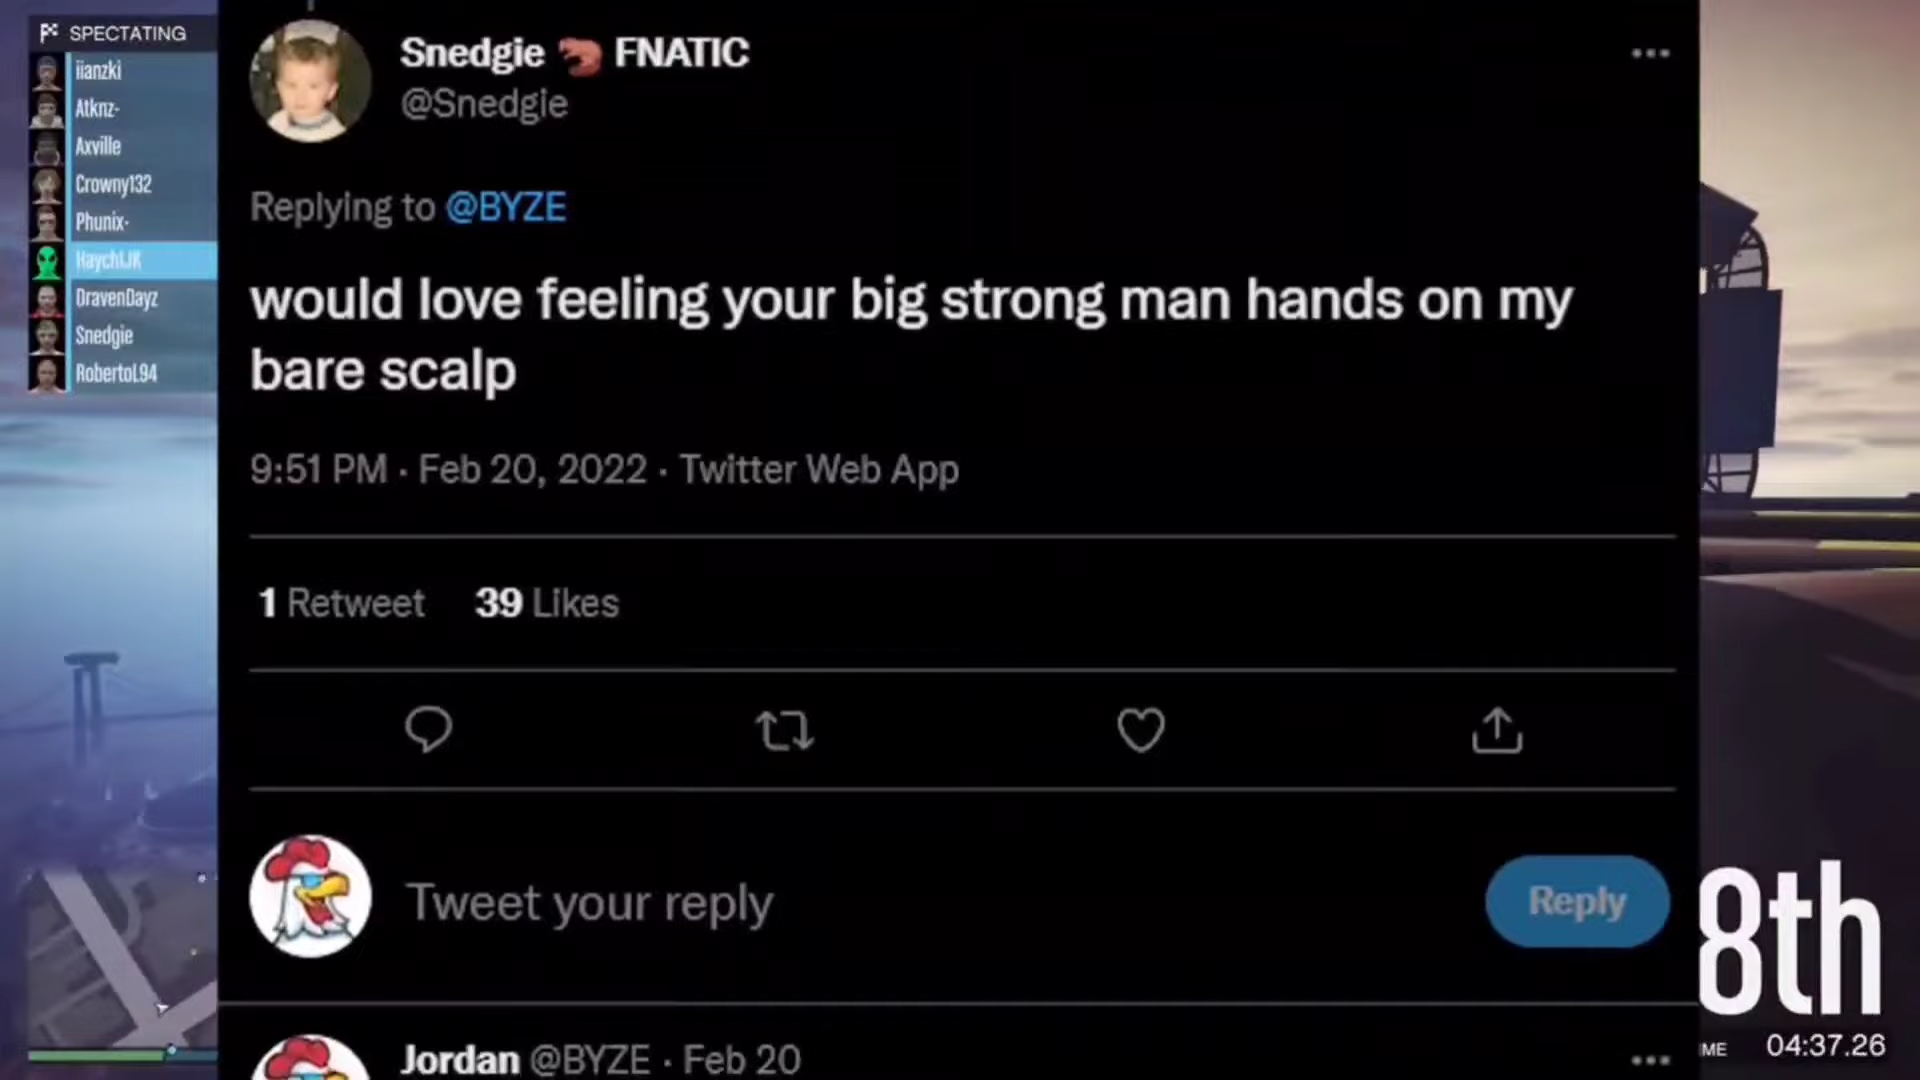 SPECTATING
iianzki
Atknz-
Axville
Crowny132
Phunix-
HaychIJK
DravenDayz
Snedgie
RobertoL94
Snedgie FNATIC
@Snedgie
Replying to @BYZE
would love feeling your big strong man hands on my
bare scalp
9:51 PM · Feb 20, 2022 · Twitter Web App
1 Retweet 39 Likes
Tweet your reply
Reply
Jordan @BYZE · Feb 20
8th
04:37.26